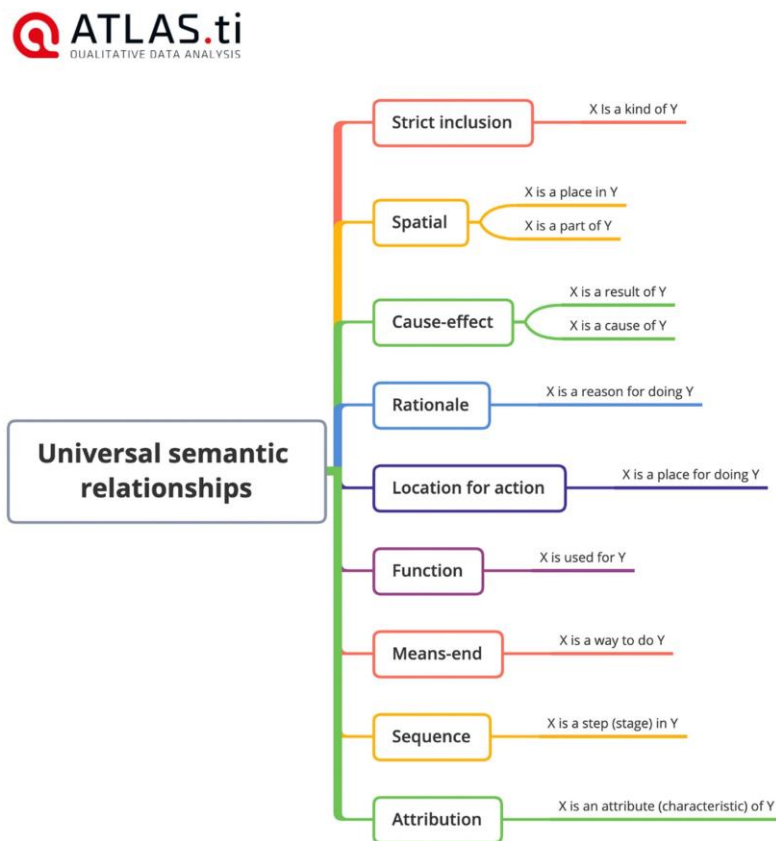 ATLAS.ti
QUALITATIVE DATA ANALYSIS
Universal semantic
relationships
Strict inclusion
X Is a kind of Y
Spatial
X is a place in Y
X is a part of Y
Cause-effect
X is a result of Y
X is a cause of Y
Rationale
X is a reason for doing Y
Location for action
X is a place for doing Y
Function
X is used for Y
Means-end
X is a way to do Y
Sequence
X is a step (stage) in Y
Attribution
X is an attribute (characteristic) of Y